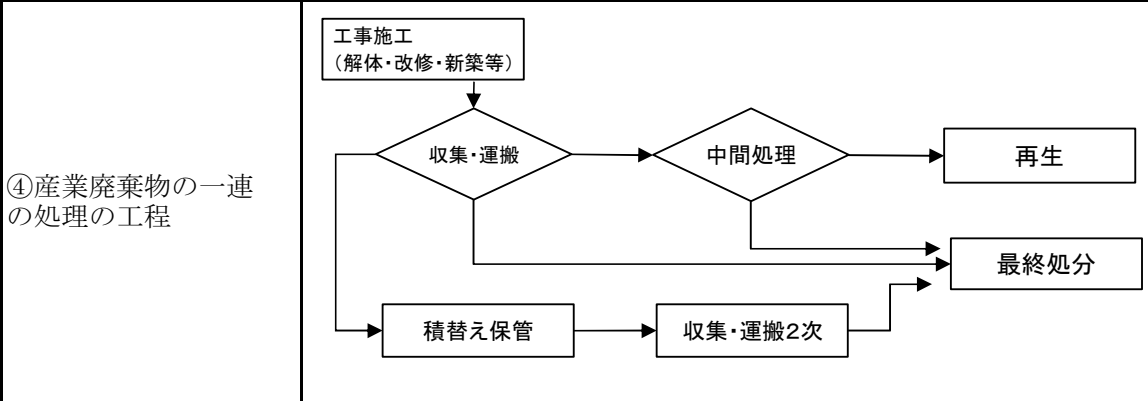 ④産業廃棄物の一連
の処理の工程
工事施工
(解体・改修・新築等)
収集・運搬
中間処理
再生
最終処分
積替え保管
収集・運搬2次